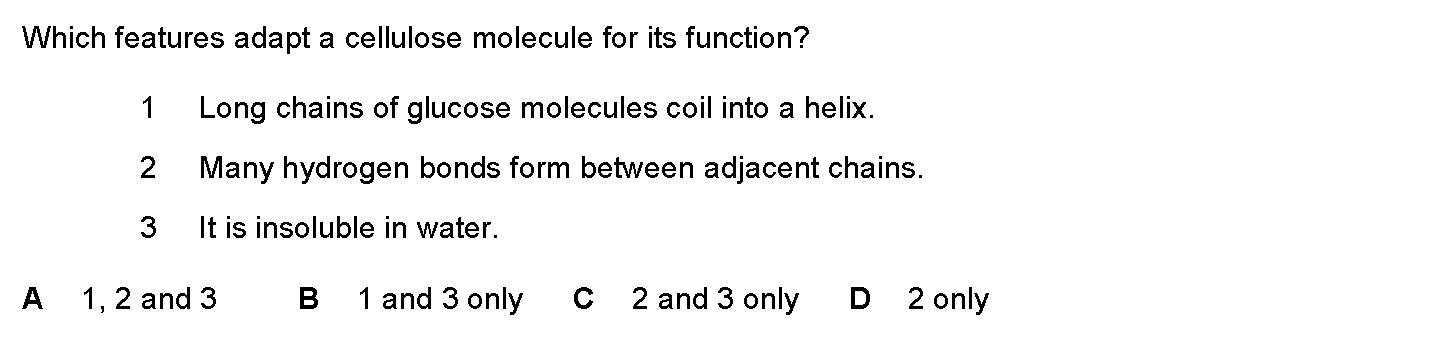 Which features adapt a cellulose molecule for its function?
1 Long chains of glucose molecules coil into a helix.
2 Many hydrogen bonds form between adjacent chains.
3 It is insoluble in water.
A 1, 2 and 3 B 1 and 3 only C 2 and 3 only D 2 only